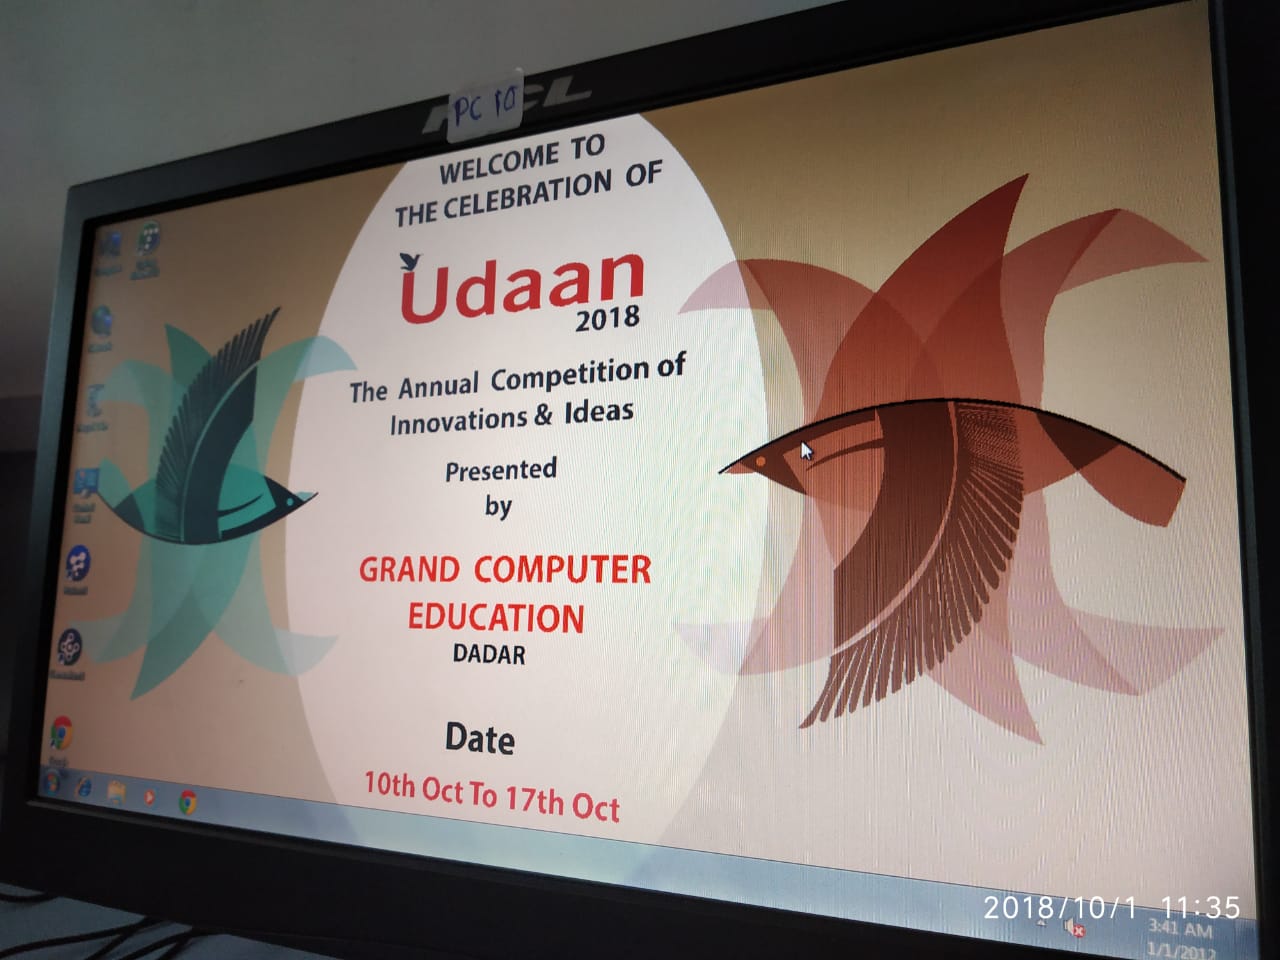 PC 10
WELCOME TO
THE CELEBRATION OF
Udaan
2018
The Annual Competition of
Innovations & Ideas
Presented
by
GRAND COMPUTER
EDUCATION
DADAR
Date
10th Oct To 17th Oct
2018/10/1 11:35
3:41 AM
1/1/2012